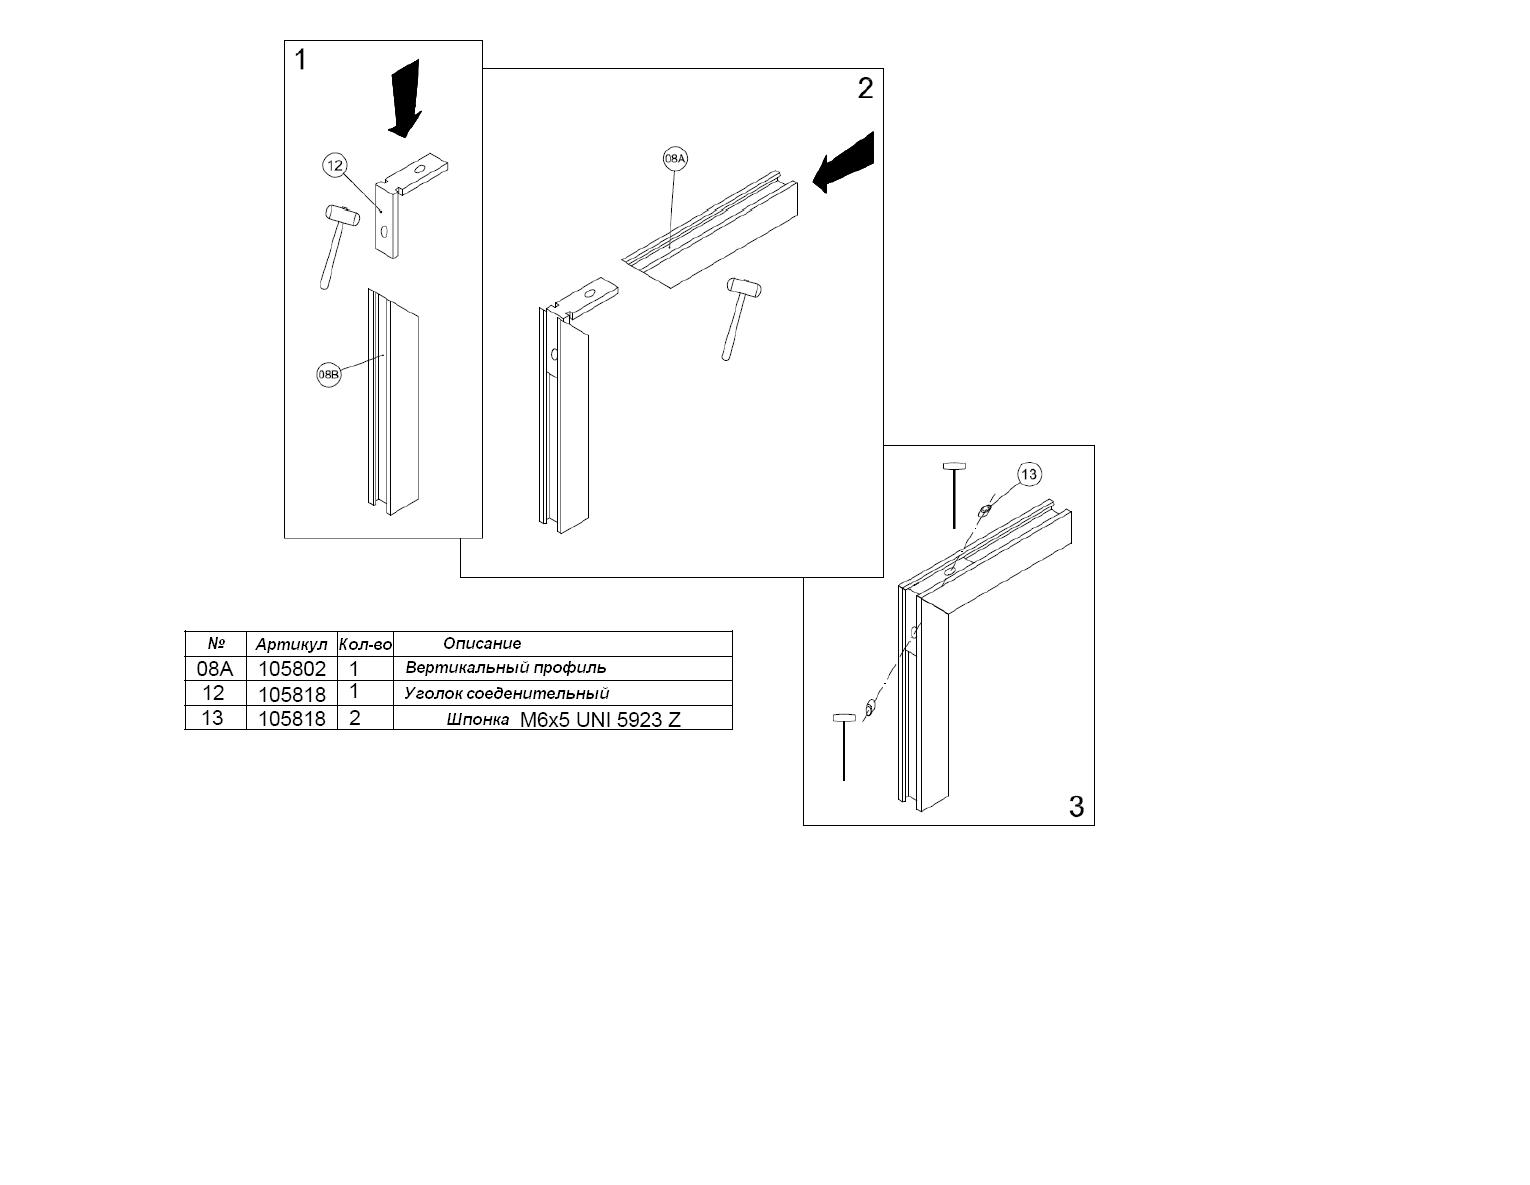 1
2
12
08A
08B
13
3
№ Артикул Кол-во Описание
08A 105802 1 Вертикальный профиль
12 105818 1 Уголок соеденительный
13 105818 2 Шпонка M6x5 UNI 5923 Z